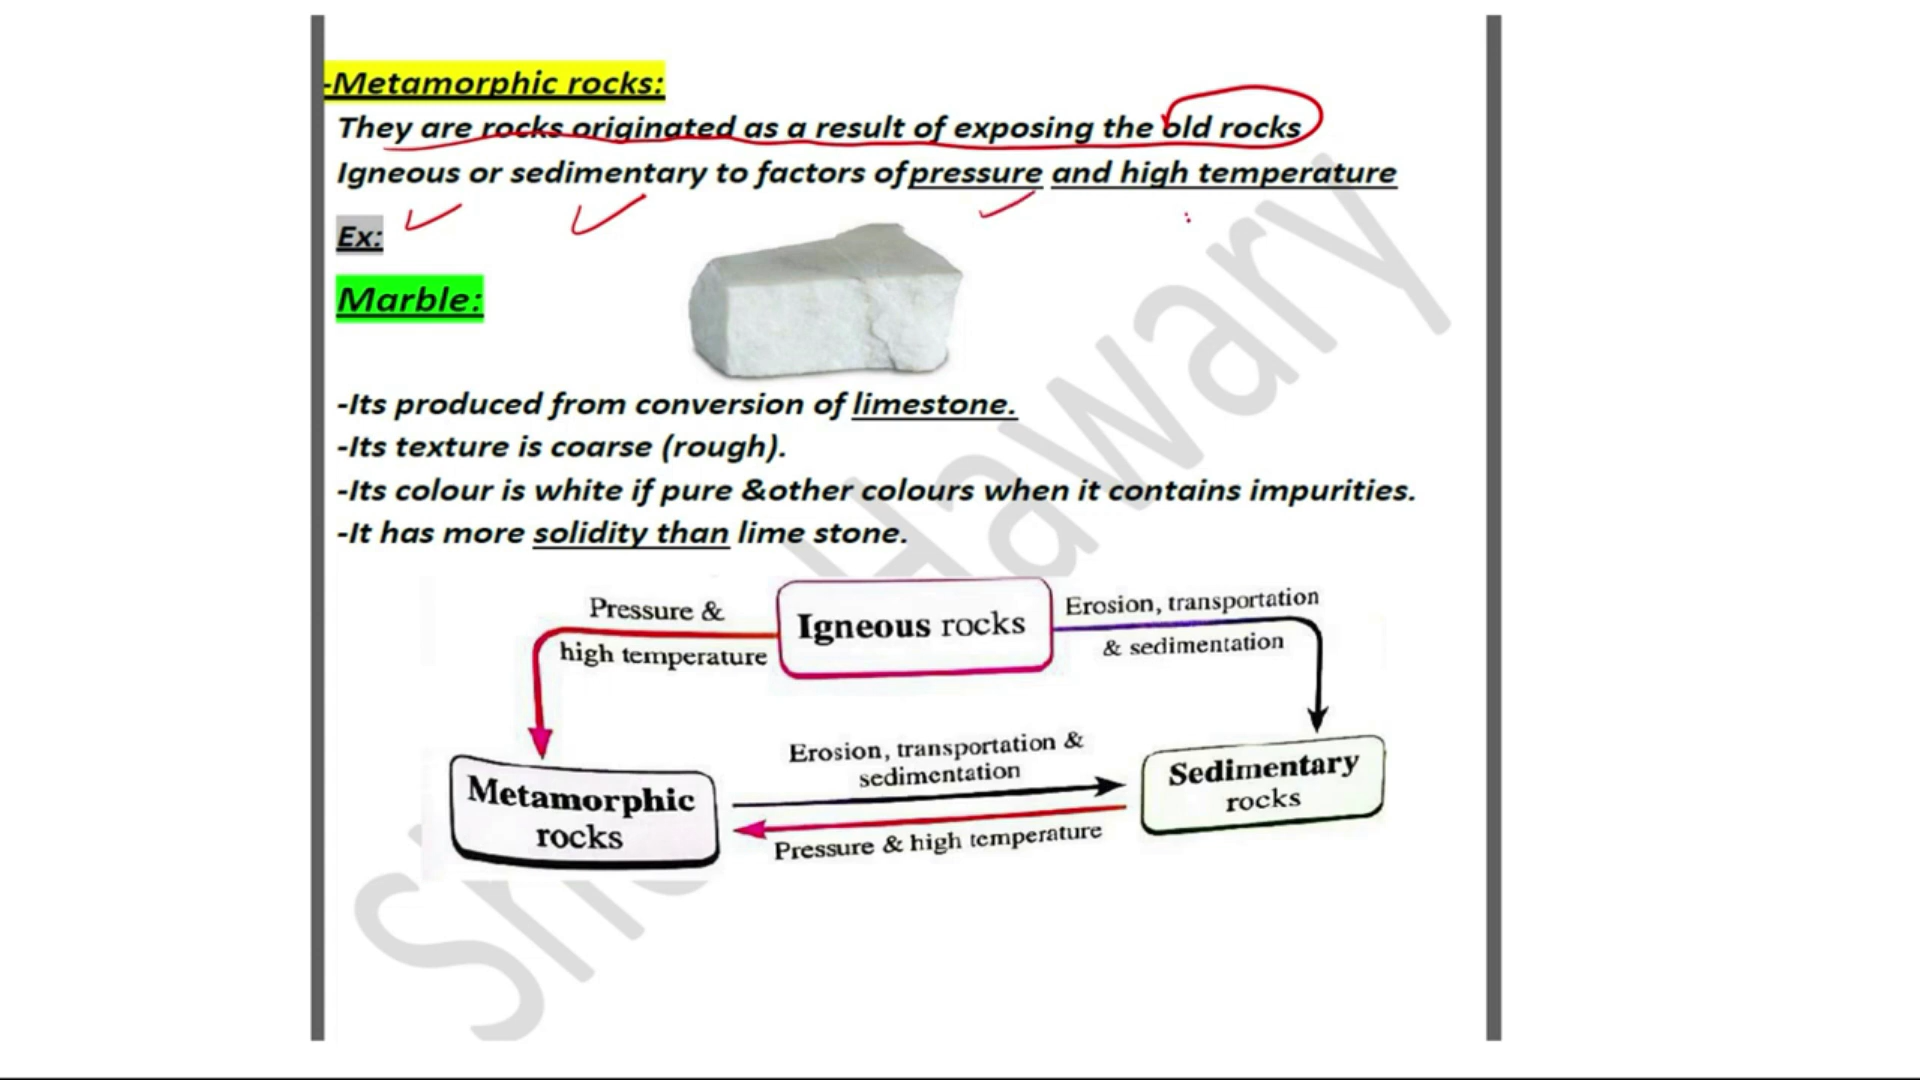 -Metamorphic rocks:
They are rocks originated as a result of exposing the old rocks
Igneous or sedimentary to factors of pressure and high temperature
Ex:
Marble:
-Its produced from conversion of limestone.
-Its texture is coarse (rough).
-Its colour is white if pure &other colours when it contains impurities.
-It has more solidity than lime stone.
Pressure &
high temperature
Igneous rocks
Erosion, transportation
& sedimentation
Metamorphic
rocks
Erosion, transportation &
sedimentation
Pressure & high temperature
Sedimentary
rocks
Hawary